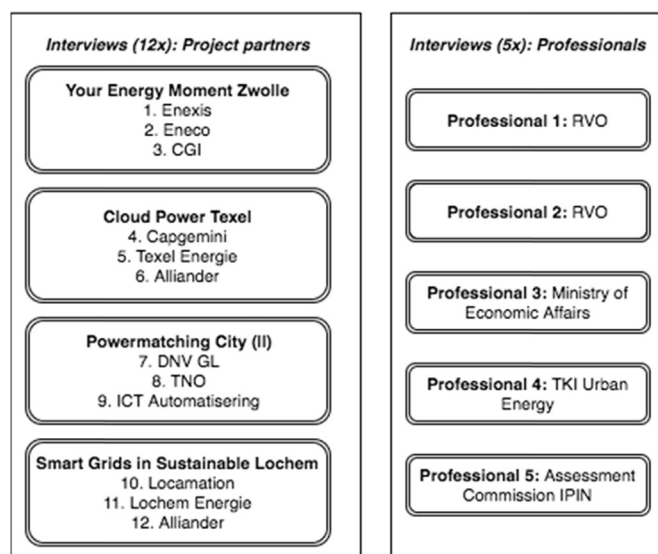 Interviews (12x): Project partners
Your Energy Moment Zwolle
1. Enexis
2. Eneco
3. CGI
Cloud Power Texel
4. Capgemini
5. Texel Energie
6. Alliander
Powermatching City (II)
7. DNV GL
8. TNO
9. ICT Automatisering
Smart Grids in Sustainable Lochem
10. Locamation
11. Lochem Energie
12. Alliander
Interviews (5x): Professionals
Professional 1: RVO
Professional 2: RVO
Professional 3: Ministry of
Economic Affairs
Professional 4: TKI Urban
Energy
Professional 5: Assessment
Commission IPIN